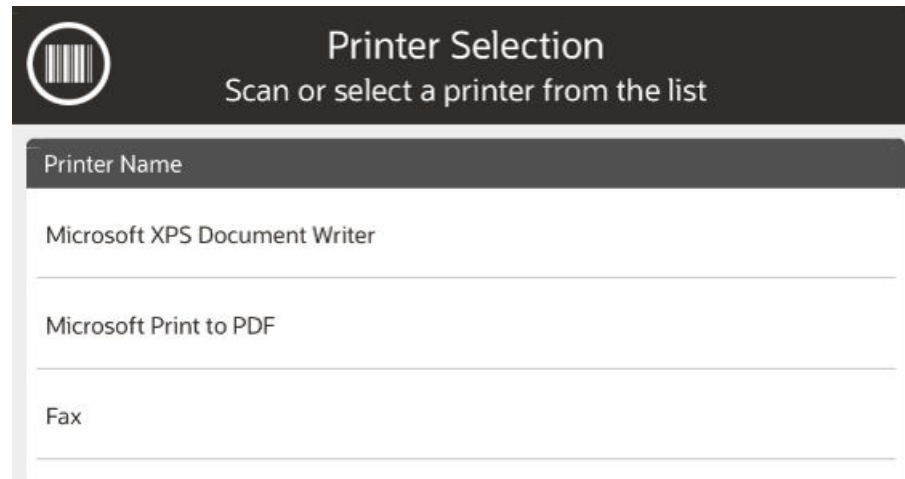 Printer Selection
Scan or select a printer from the list
Printer Name
Microsoft XPS Document Writer
Microsoft Print to PDF
Fax